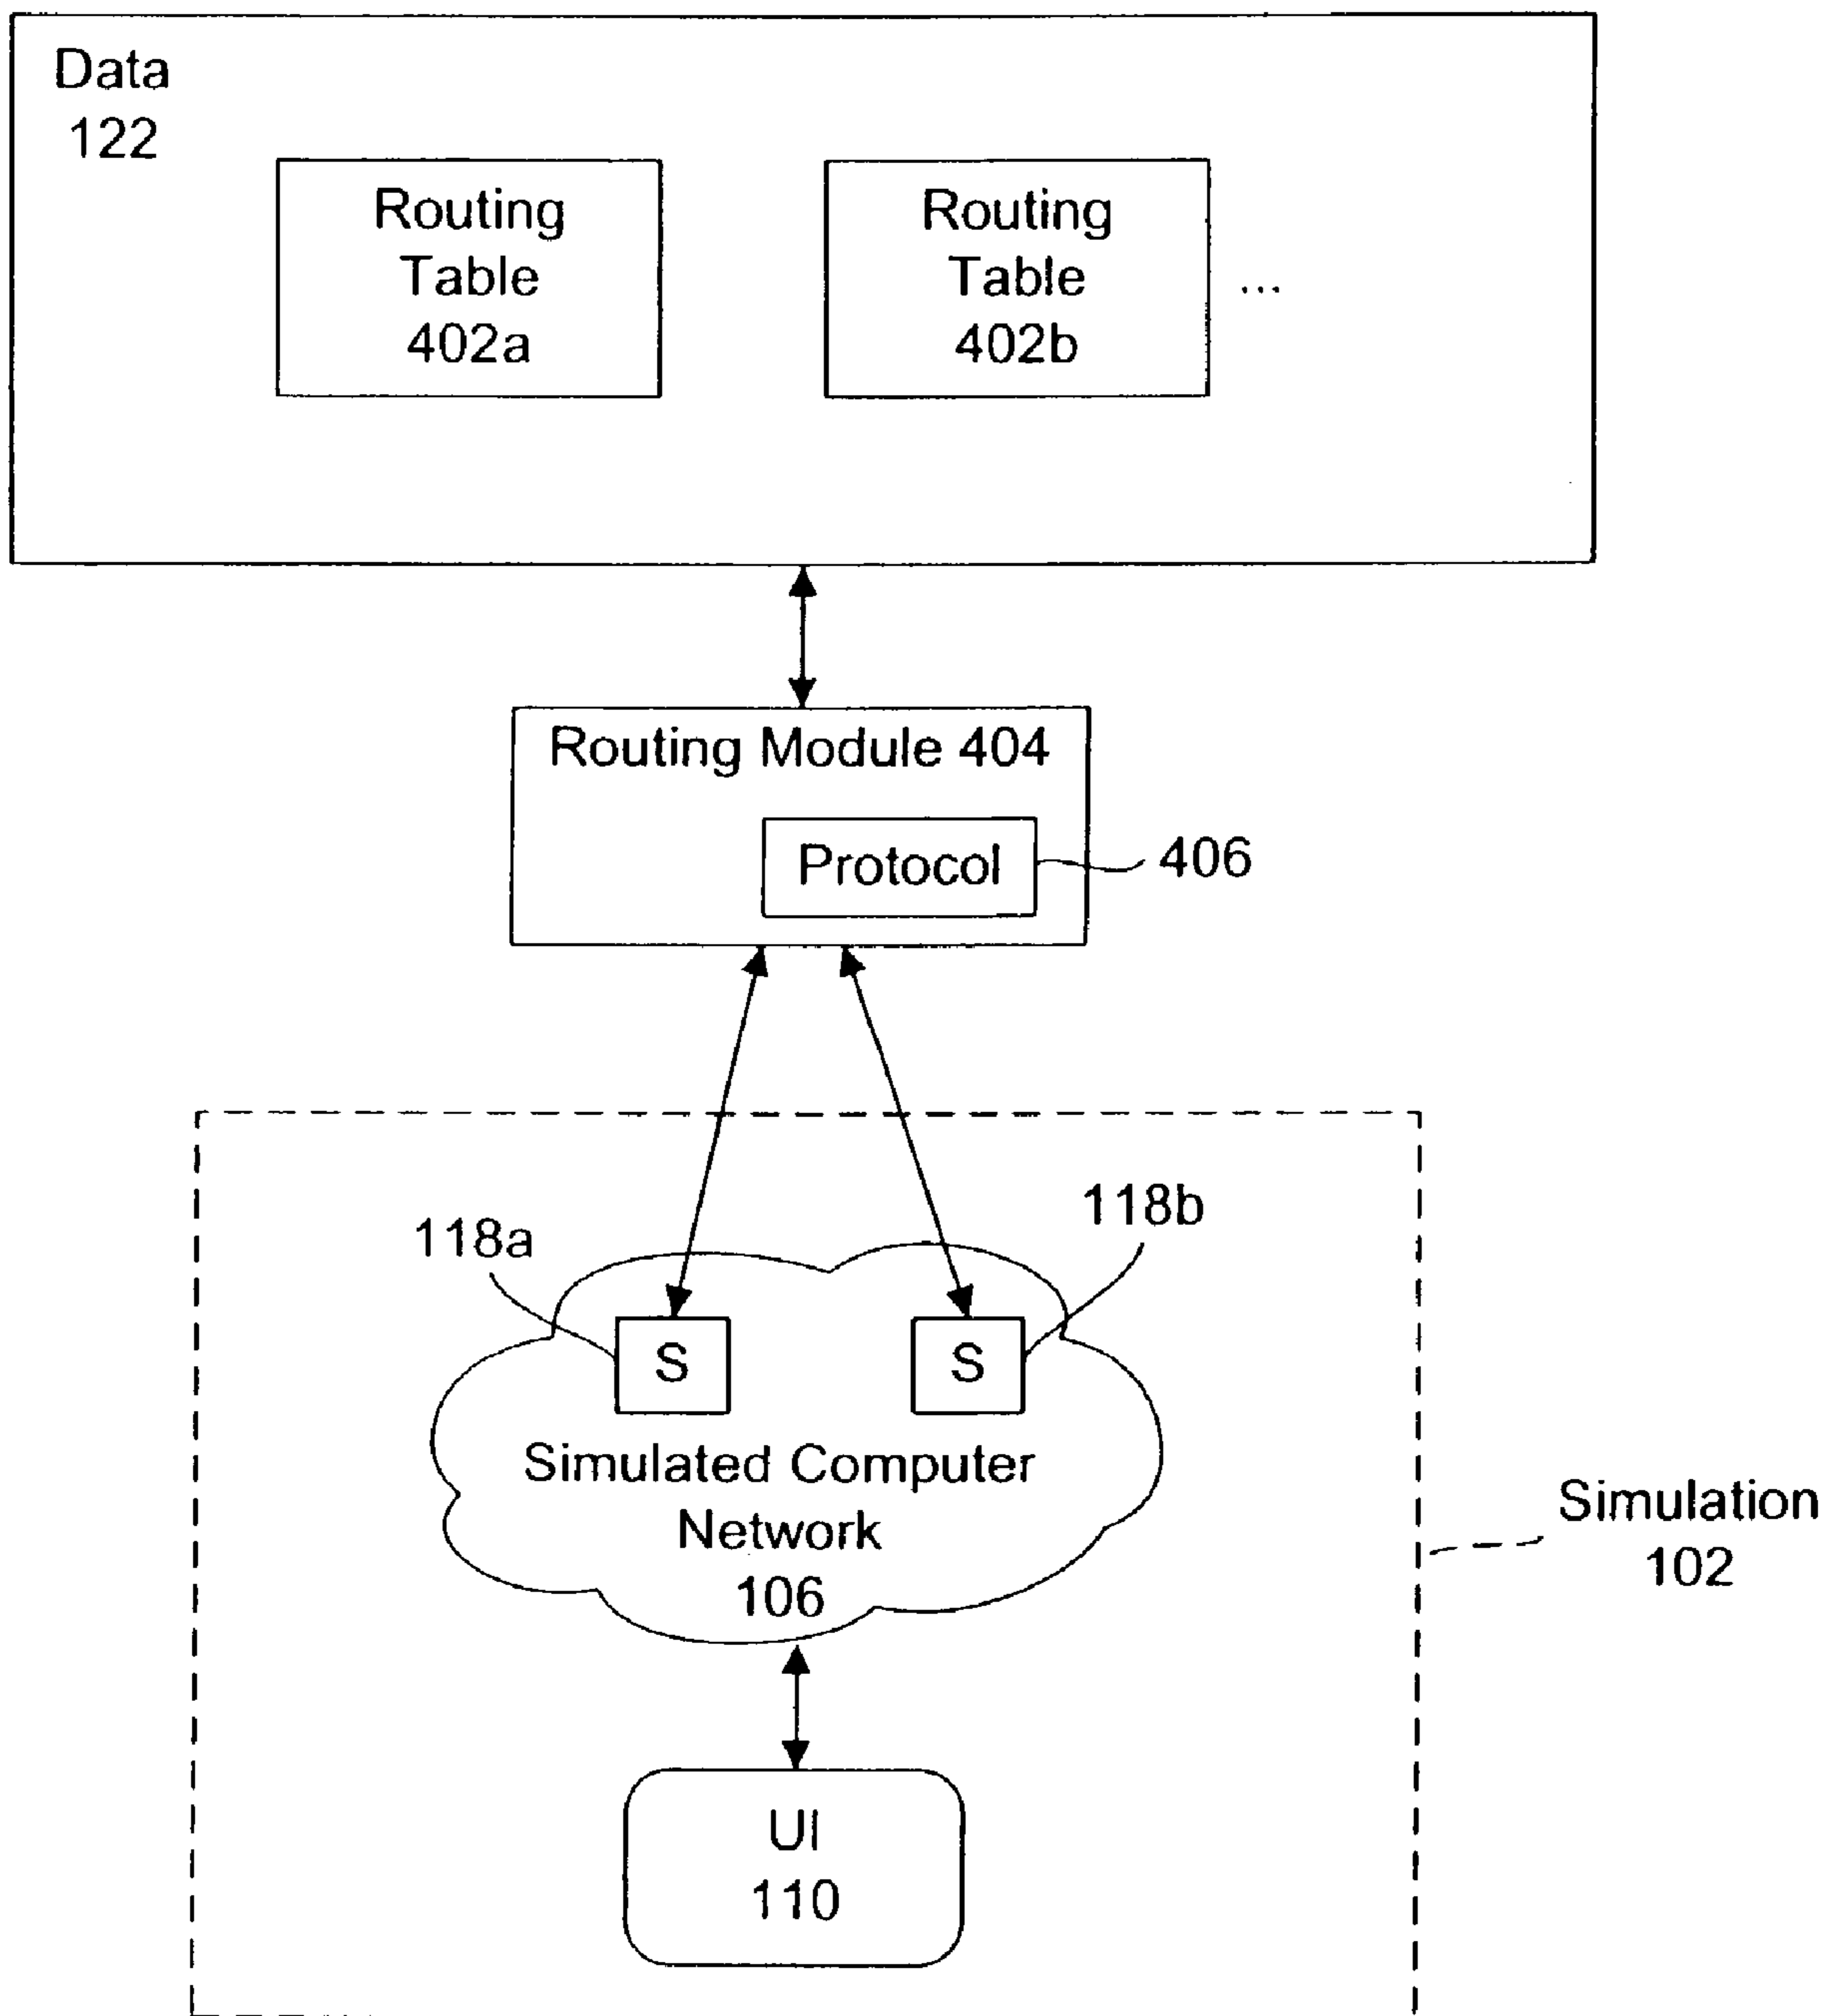 Data
122
Routing
Table
402a
Routing
Table
402b
...
Routing Module 404
Protocol
406
118a
118b
S
S
Simulated Computer
Network
106
Simulation
102
UI
110